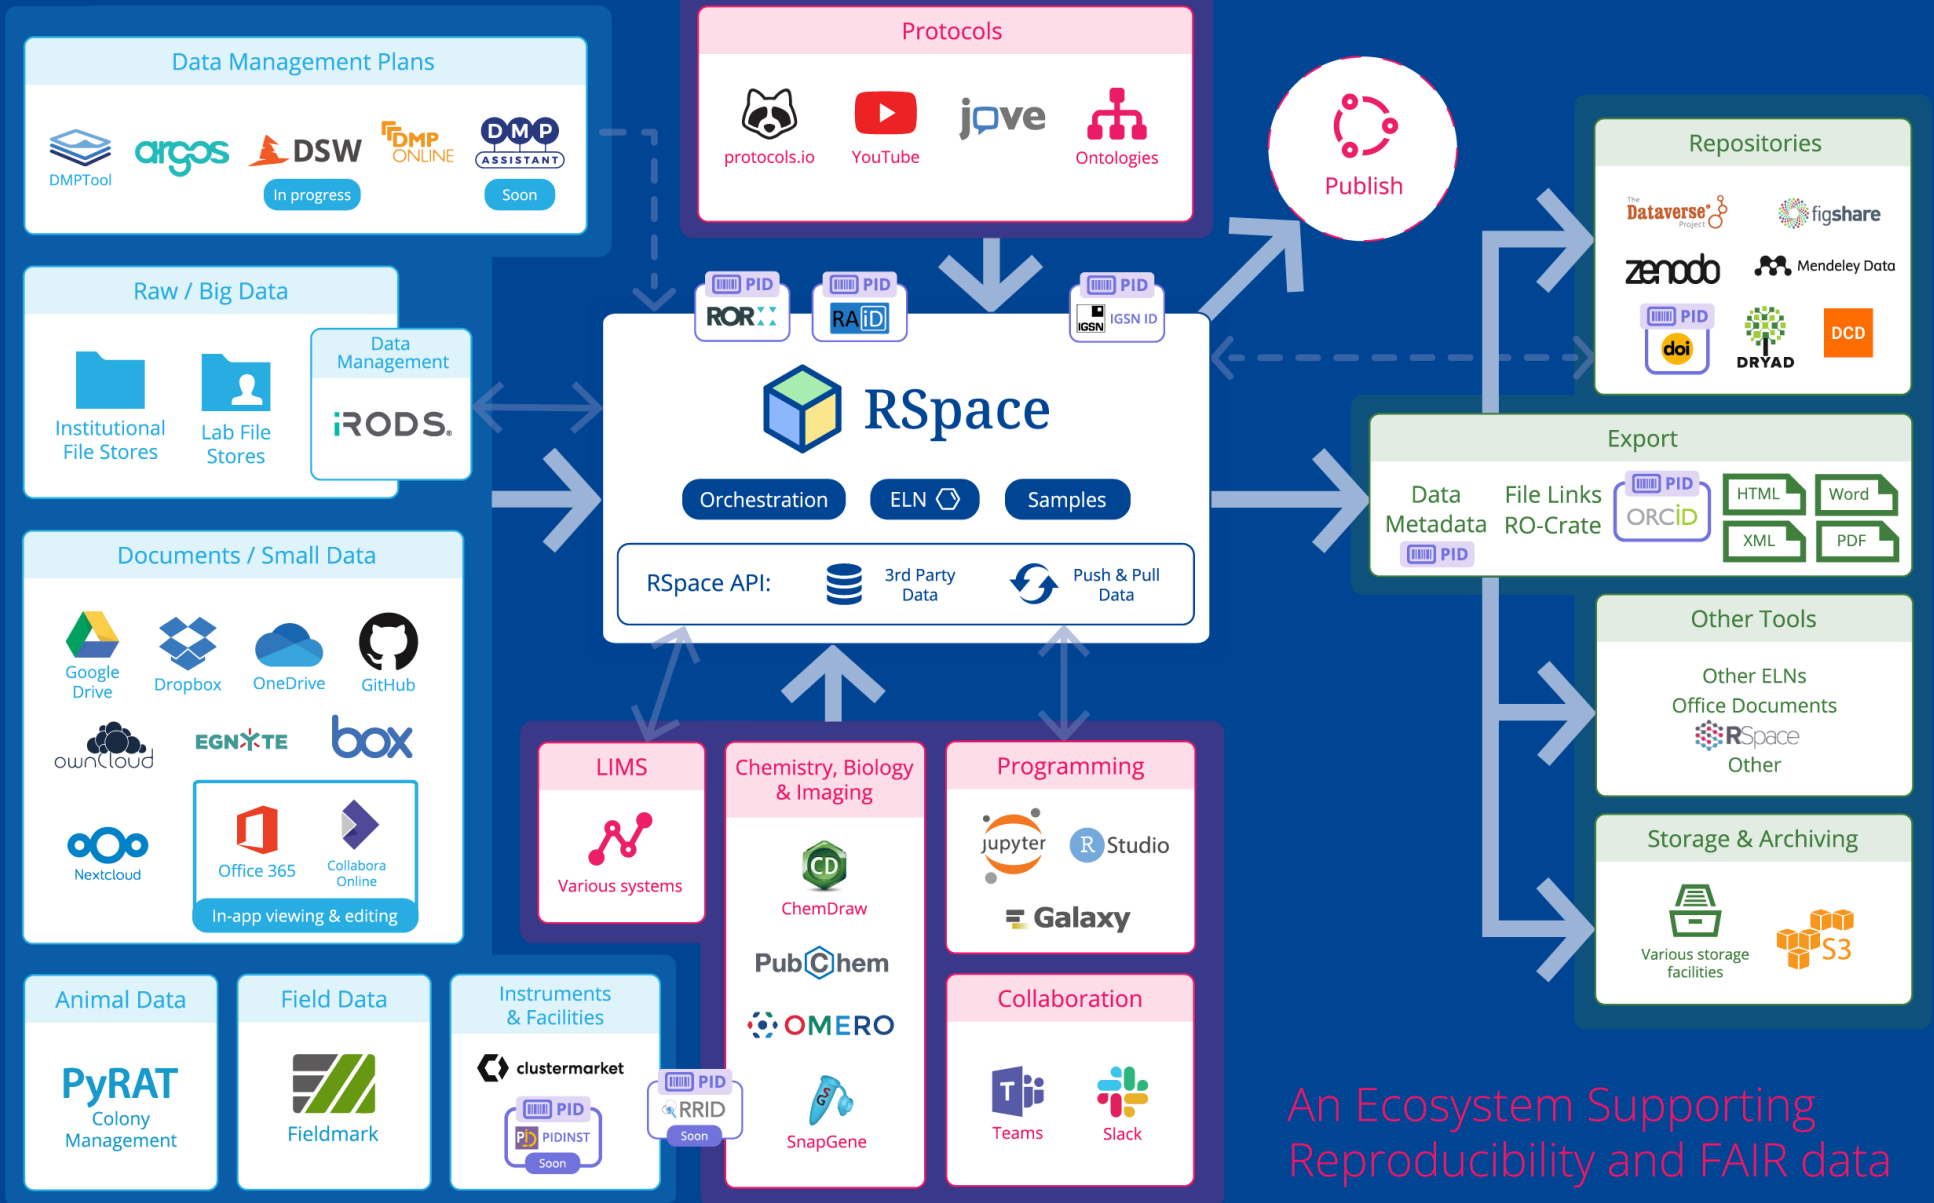 Data Management Plans
DMPTool
argos
DSW
In progress
DMP
ONLINE
DMP
ASSISTANT
Soon
Protocols
protocols.io
YouTube
jove
Ontologies
Publish
Repositories
The
Dataverse®
Project
figshare
zenodo
Mendeley Data
PID
doi
DRYAD
DCD
Raw / Big Data
Institutional
File Stores
Lab File
Stores
Data
Management
iRODS®
PID
ROR
PID
RAiD
PID
IGSN
IGSN ID
RSpace
Orchestration
ELN
Samples
RSpace API:
3rd Party
Data
Push & Pull
Data
Export
Data
Metadata
PID
File Links
RO-Crate
PID
ORCID
HTML
Word
XML
PDF
Documents / Small Data
Google
Drive
Dropbox
OneDrive
GitHub
ownCloud
EGNYTE
box
Nextcloud
Office 365
Collabora
Online
In-app viewing & editing
Other Tools
Other ELNs
Office Documents
RSpace
Other
LIMS
Various systems
Chemistry, Biology
& Imaging
CD
ChemDraw
PubChem
OMERO
GS
SnapGene
Programming
jupyter
R Studio
Galaxy
Collaboration
T
Teams
Slack
Storage & Archiving
Various storage
facilities
S3
Animal Data
PyRAT
Colony
Management
Field Data
Fieldmark
Instruments
& Facilities
clustermarket
PID
PID
PIDINST
Soon
PID
RRID
Soon
An Ecosystem Supporting
Reproducibility and FAIR data